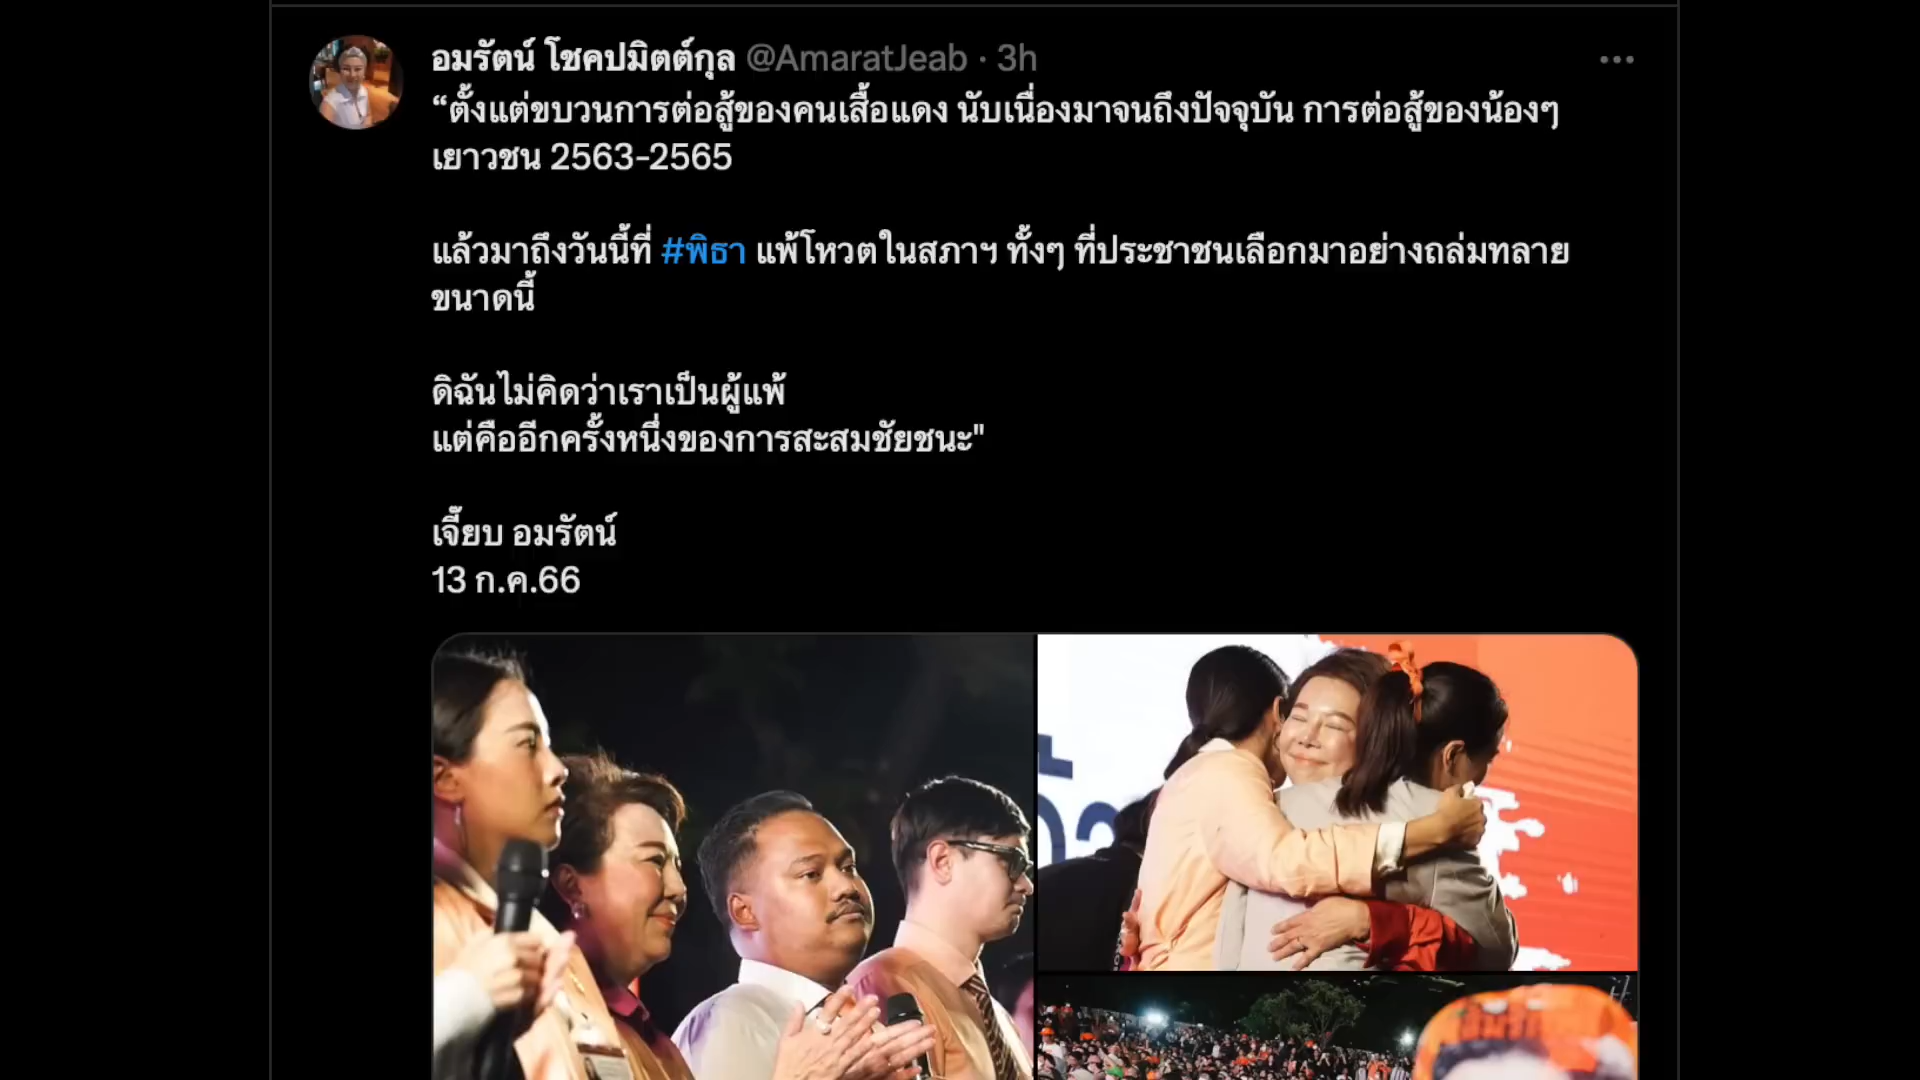 อมรัตน์ โชคปมิตต์กุล @AmaratJeab · 3h
“ตั้งแต่ขบวนการต่อสู้ของคนเสื้อแดง นับเนื่องมาจนถึงปัจจุบัน การต่อสู้ของน้องๆ
เยาวชน 2563-2565
แล้วมาถึงวันนี้ที่ #พิธา แพ้โหวตในสภาฯ ทั้งๆ ที่ประชาชนเลือกมาอย่างถล่มทลาย
ขนาดนี้
ดิฉันไม่คิดว่าเราเป็นผู้แพ้
แต่คืออีกครั้งหนึ่งของการสะสมชัยชนะ"
เจี๊ยบ อมรัตน์
13 ก.ค.66